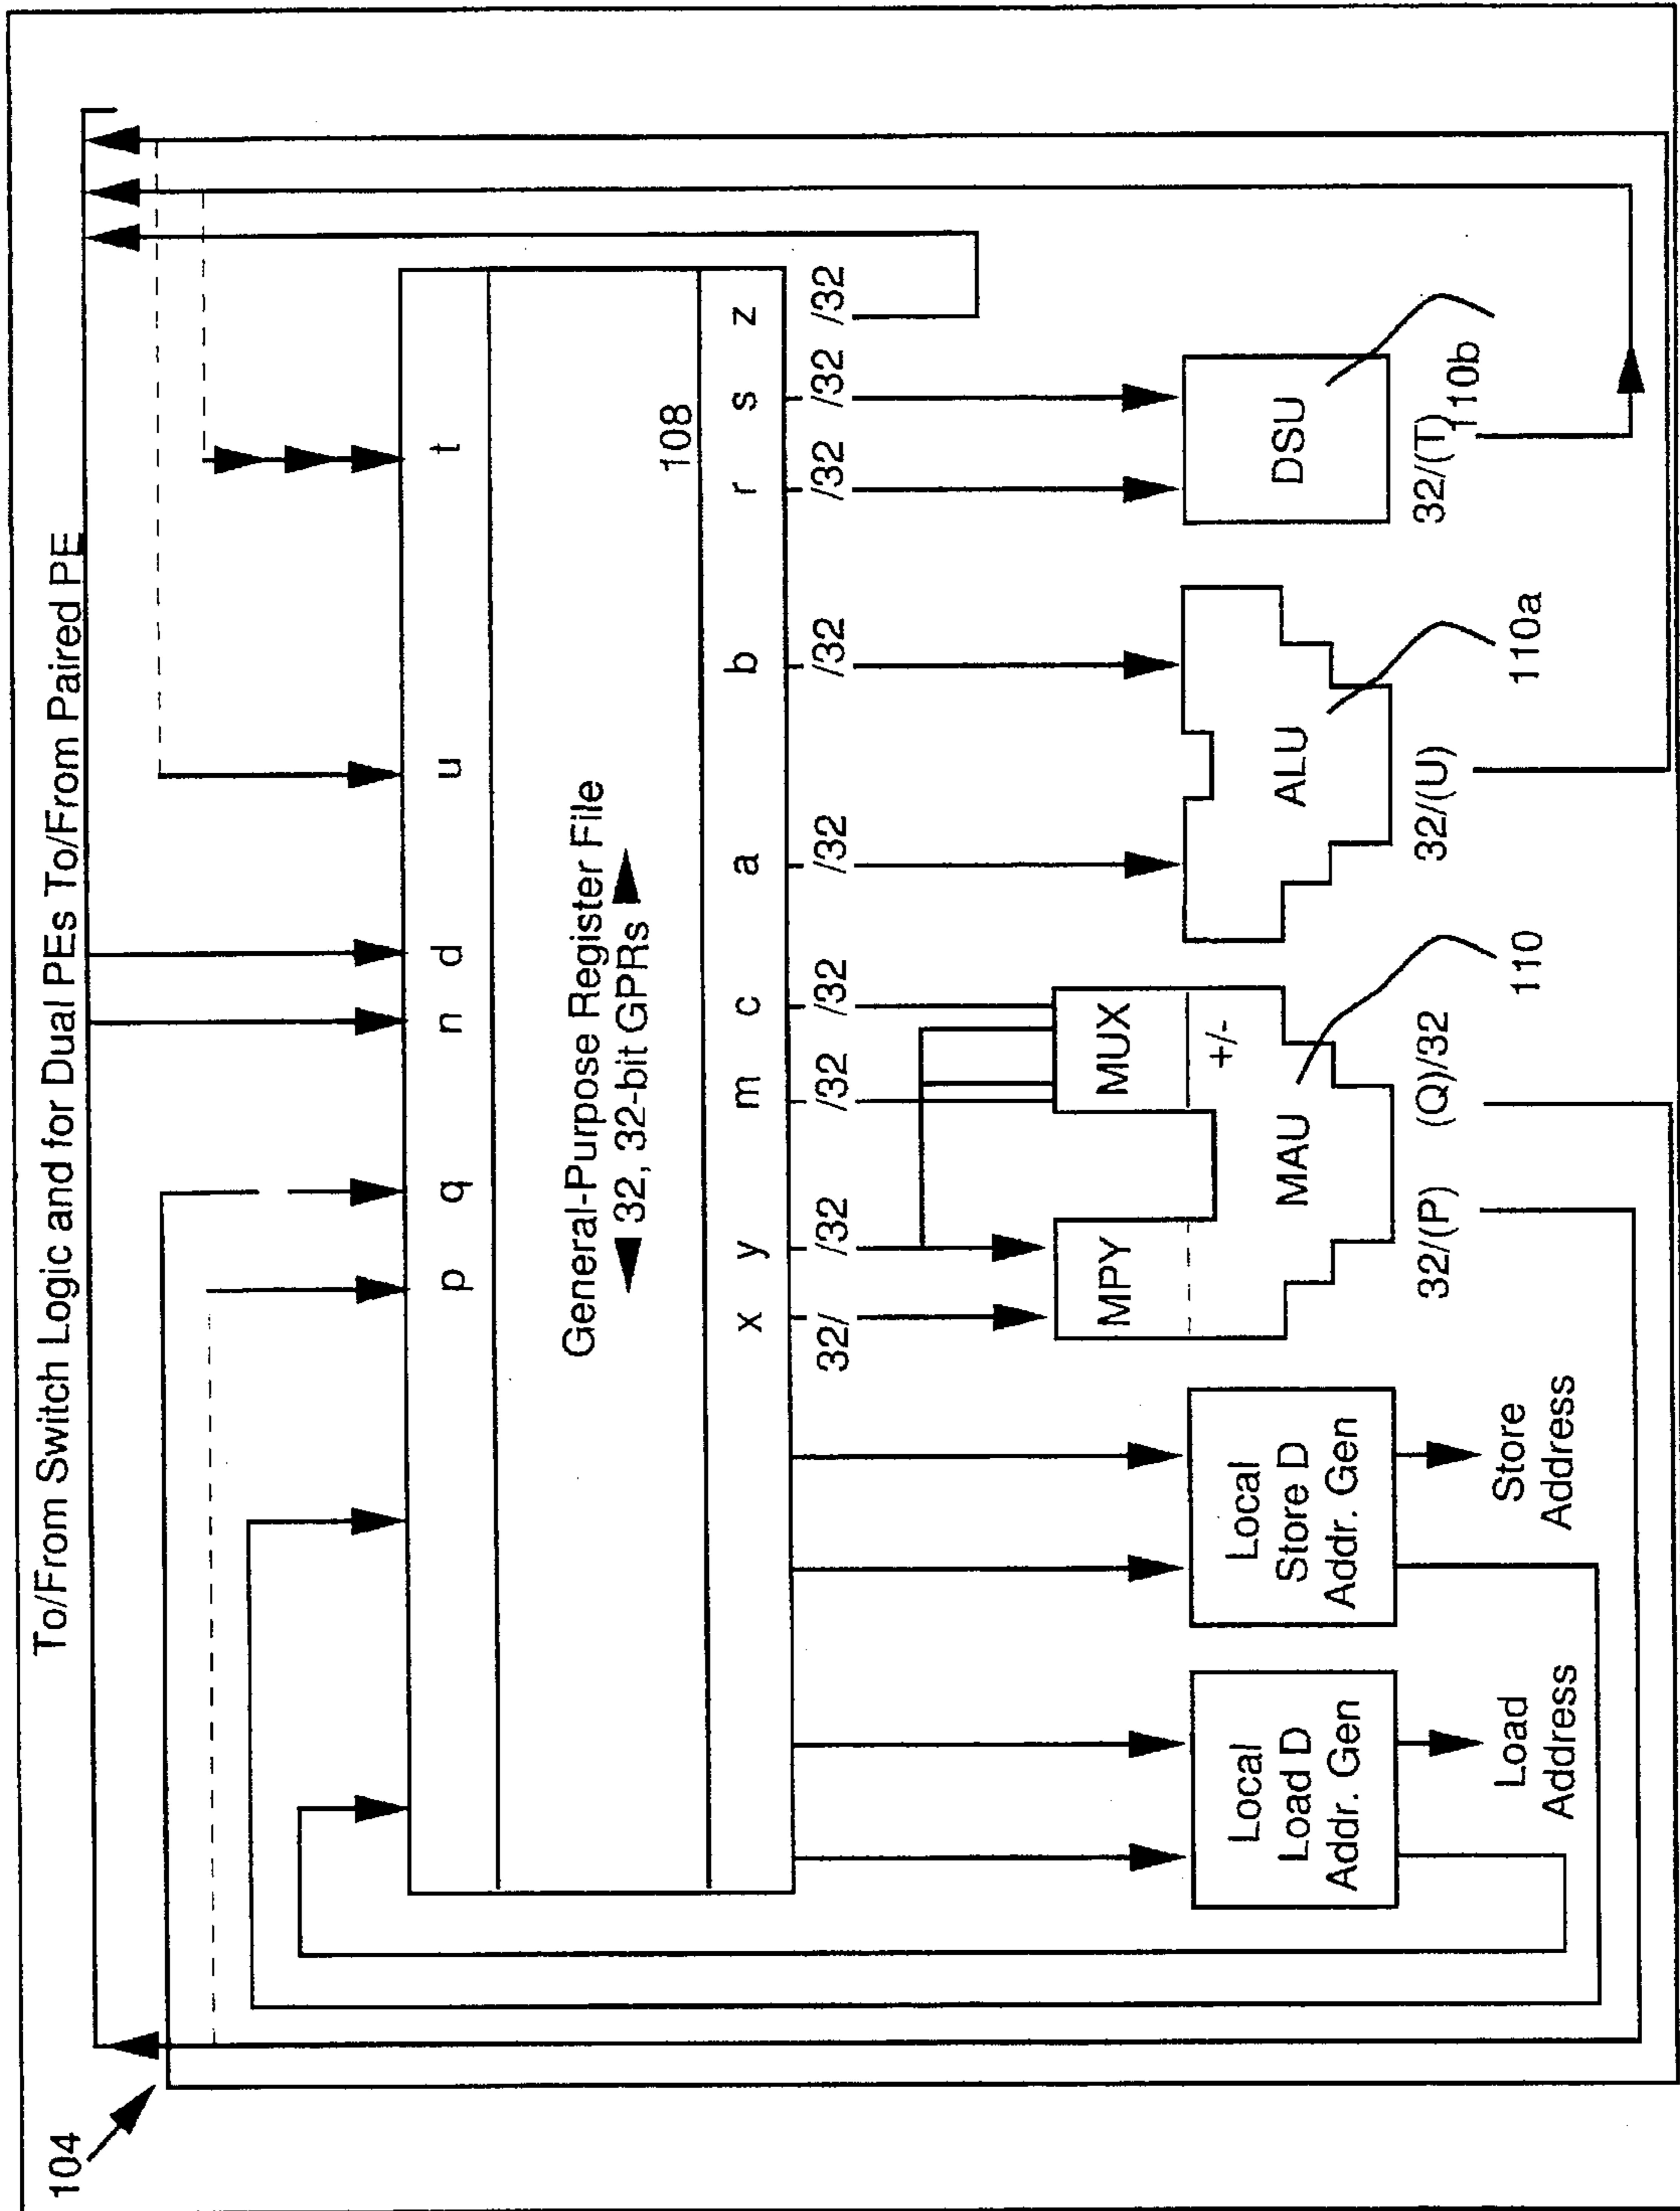 104
To/From Switch Logic and for Dual PEs To/From Paired PE
p q n d u t
General-Purpose Register File
32, 32-bit GPRs
108
x y m c a b r s z
32/ /32 /32 /32 /32 /32 /32 /32 /32
Local
Load D
Addr. Gen
Local
Store D
Addr. Gen
MPY
MUX
+/-
MAU
ALU
DSU
Load
Address
Store
Address
32/(P)
(Q)/32
110
32/(U)
110a
32/(T)
110b